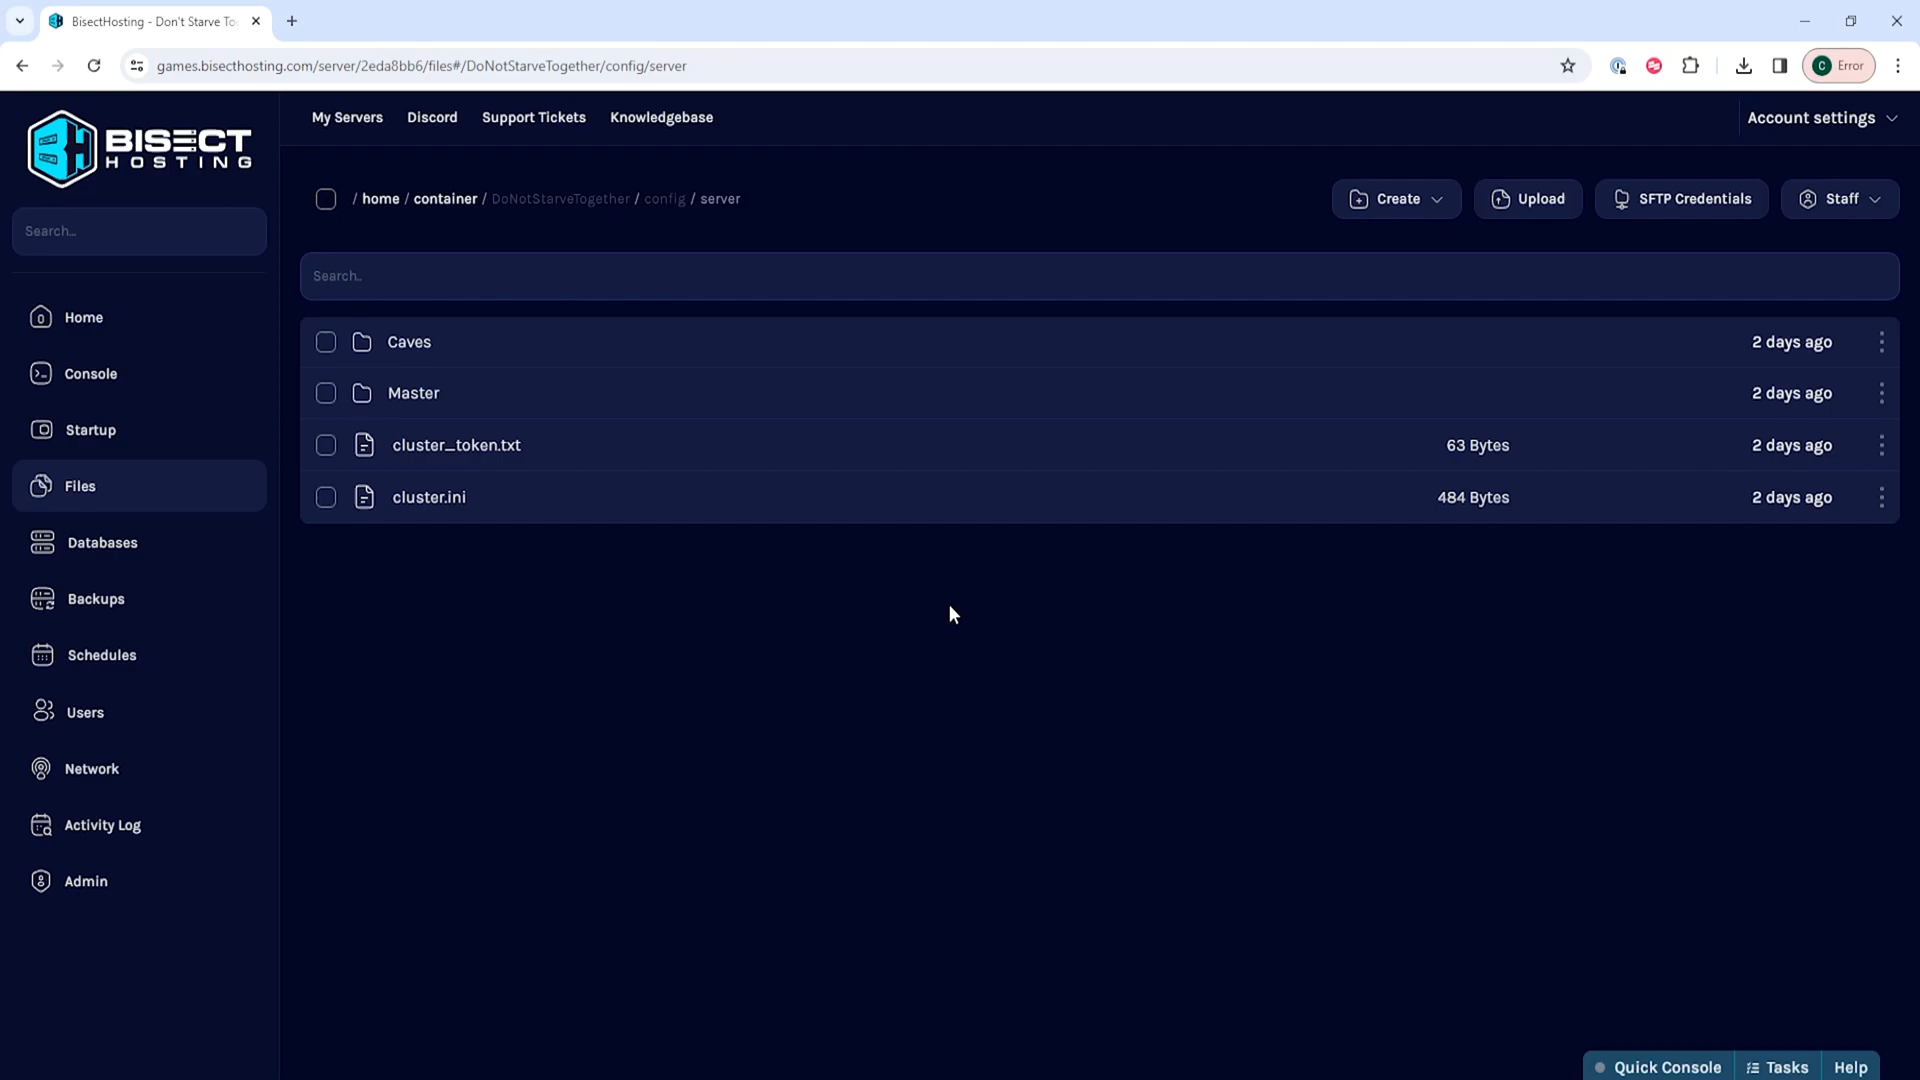 BisectHosting - Don't Starve To
games.bisecthosting.com/server/2eda8bb6/files#/DoNotStarveTogether/config/server
C Error
BISECT
HOSTING
My Servers Discord Support Tickets Knowledgebase
Account settings
Search...
/ home / container / DoNotStarveTogether / config / server
Create Upload SFTP Credentials Staff
Search..
Home
Console
Startup
Files
Databases
Backups
Schedules
Users
Network
Activity Log
Admin
Caves 2 days ago
Master 2 days ago
cluster_token.txt 63 Bytes 2 days ago
cluster.ini 484 Bytes 2 days ago
Quick Console Tasks Help